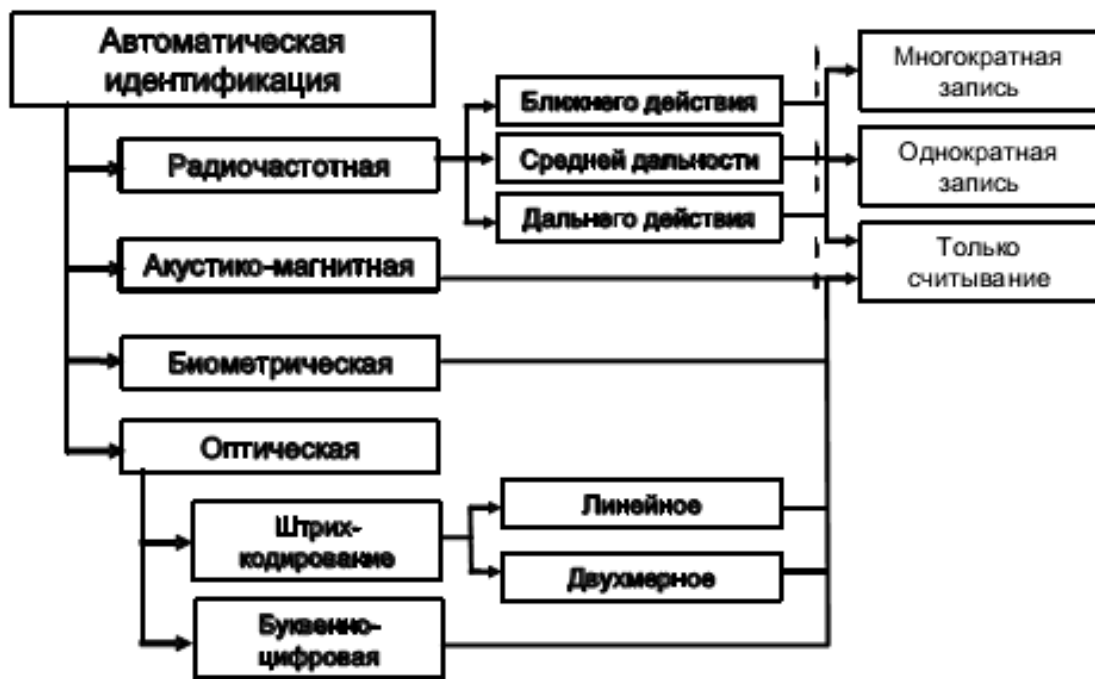 Автоматическая
идентификация
Радиочастотная
Ближнего действия
Средней дальности
Дальнего действия
Многократная
запись
Однократная
запись
Только
считывание
Акустико-магнитная
Биометрическая
Оптическая
Штрих-
кодирование
Линейное
Двухмерное
Буквенно-
цифровая